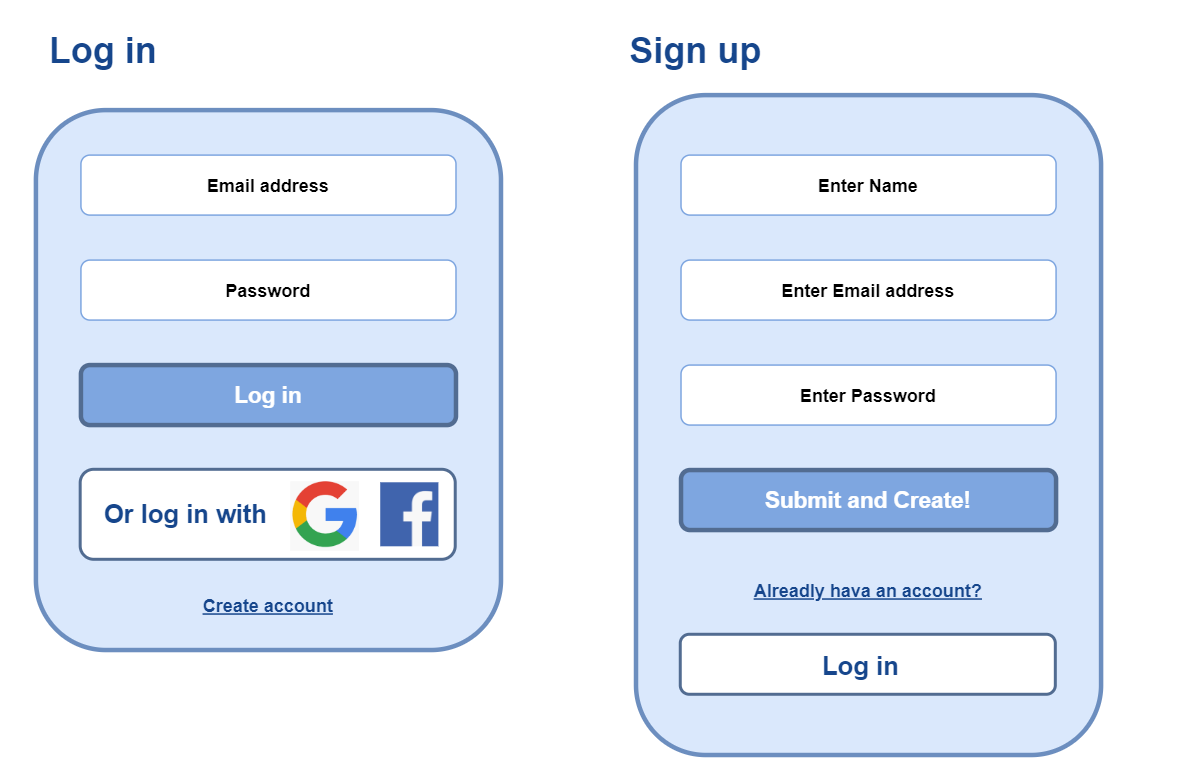 Log in
Email address
Password
Log in
Or log in with
Create account
Sign up
Enter Name
Enter Email address
Enter Password
Submit and Create!
Alreadly hava an account?
Log in